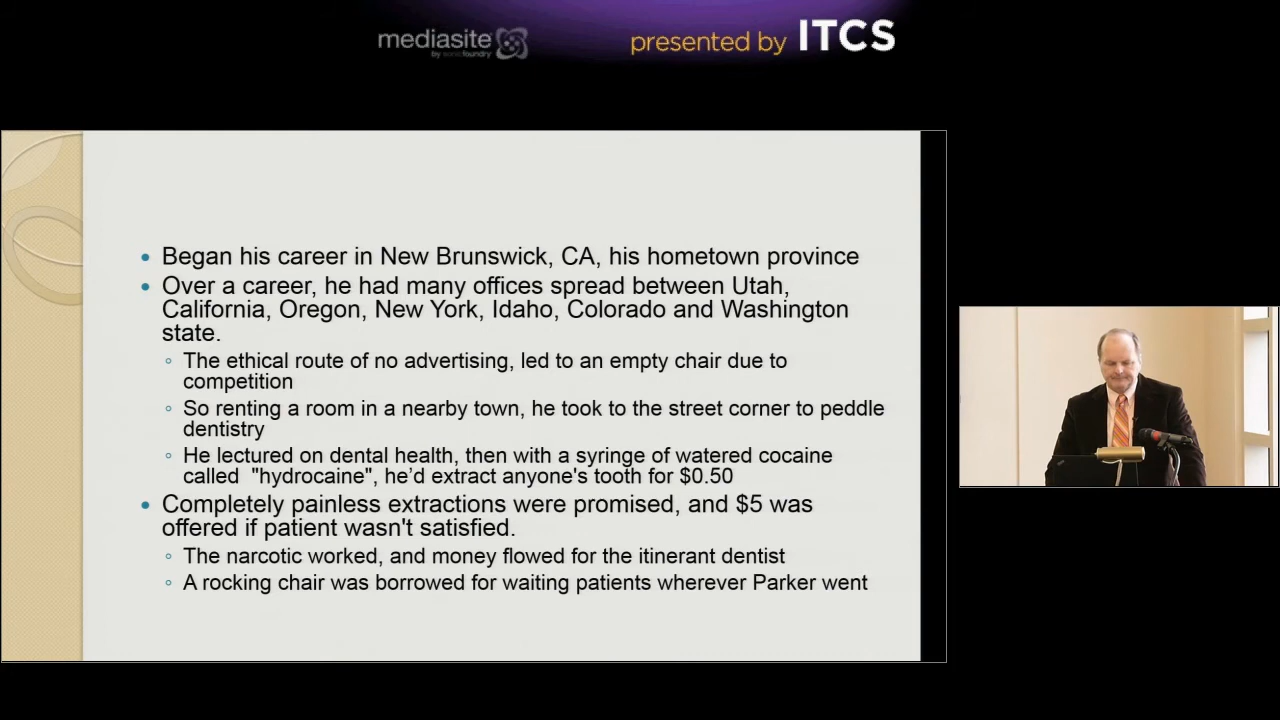 mediasite
by sonicfoundry
presented by ITCS
• Began his career in New Brunswick, CA, his hometown province
• Over a career, he had many offices spread between Utah,
California, Oregon, New York, Idaho, Colorado and Washington
state.
◦ The ethical route of no advertising, led to an empty chair due to
competition
◦ So renting a room in a nearby town, he took to the street corner to peddle
dentistry
◦ He lectured on dental health, then with a syringe of watered cocaine
called "hydrocaine", he’d extract anyone's tooth for $0.50
• Completely painless extractions were promised, and $5 was
offered if patient wasn't satisfied.
◦ The narcotic worked, and money flowed for the itinerant dentist
◦ A rocking chair was borrowed for waiting patients wherever Parker went